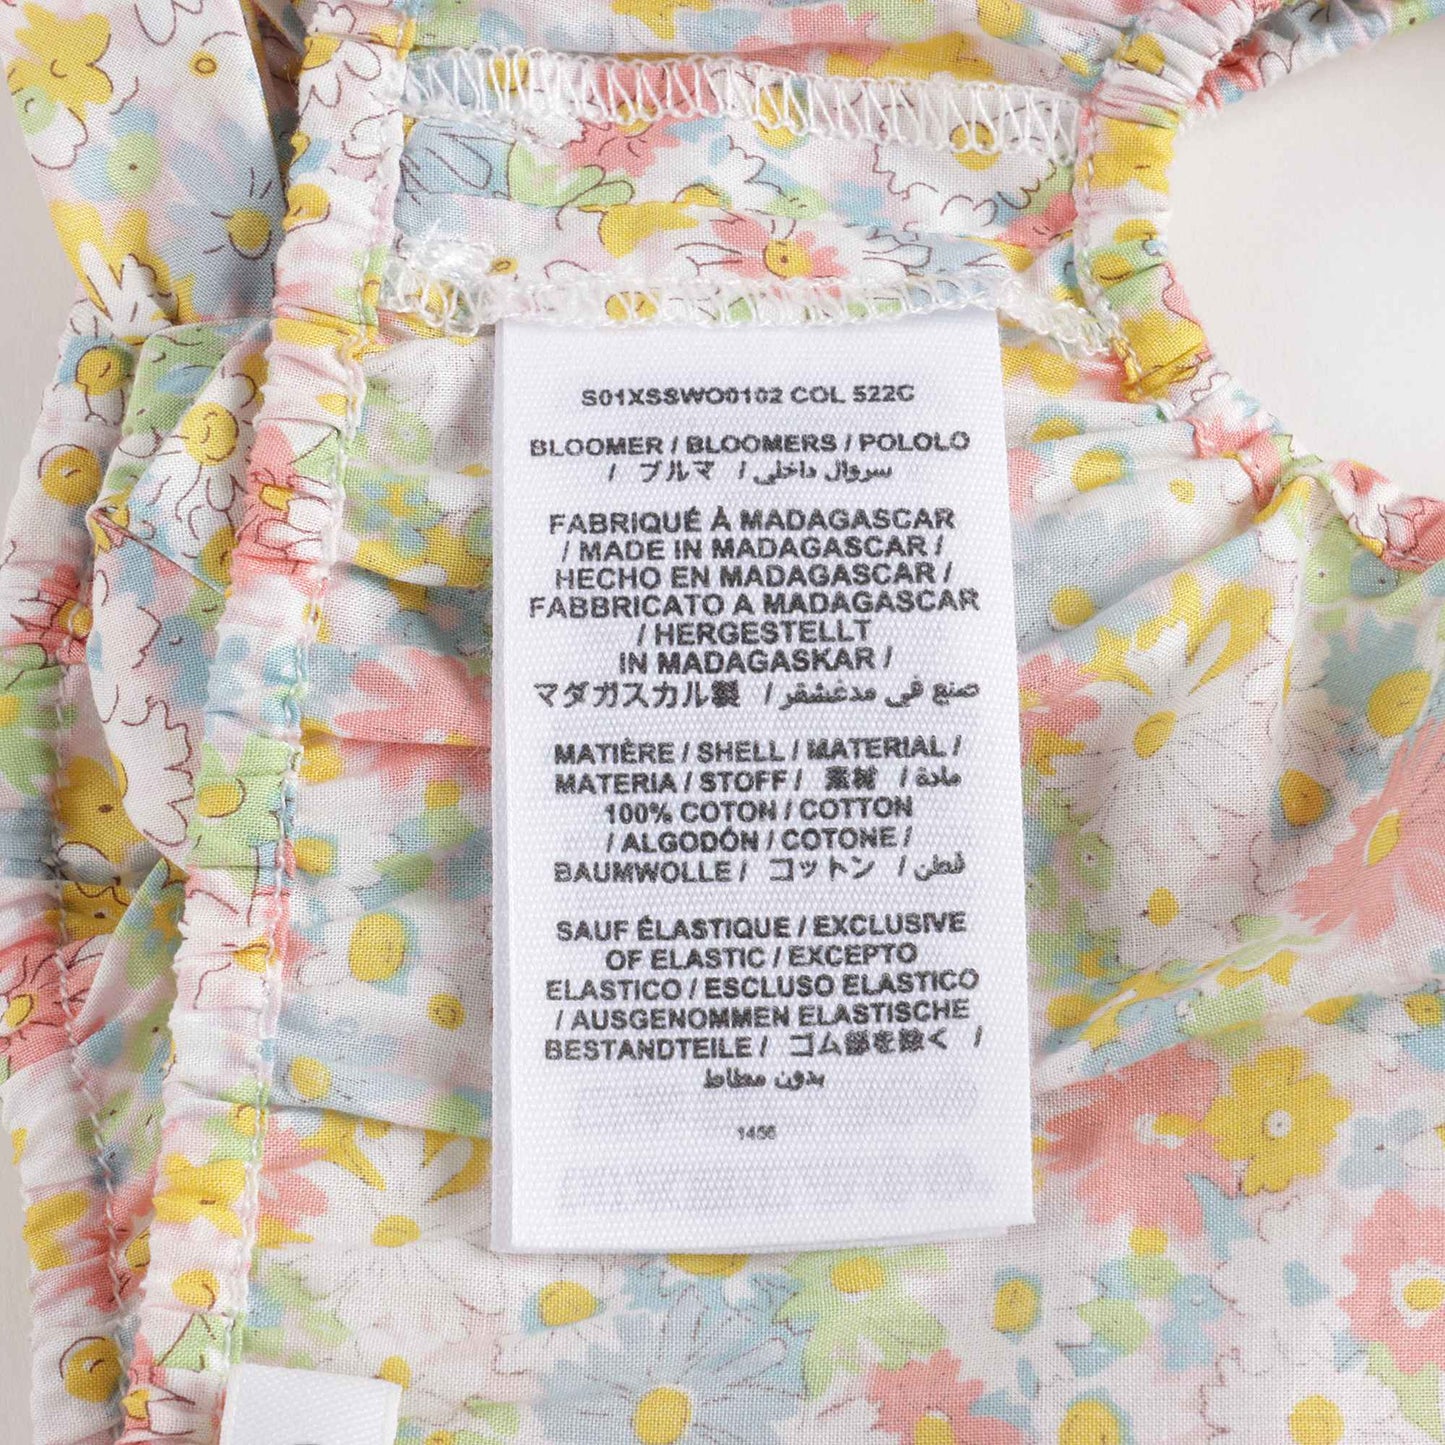 S01XSSWO0102 COL 522C
BLOOMER / BLOOMERS / POLOLO
/ ブルマ / سروال داخلي
FABRIQUÉ À MADAGASCAR
/ MADE IN MADAGASCAR /
HECHO EN MADAGASCAR /
FABBRICATO A MADAGASCAR
/ HERGESTELLT
IN MADAGASKAR /
マダガスカル製 / صنع في مدغشقر
MATIÈRE / SHELL / MATERIAL /
MATERIA / STOFF / 素材 / مادة
100% COTON / COTTON
/ ALGODÓN / COTONE /
BAUMWOLLE / コットン / قطن
SAUF ÉLASTIQUE / EXCLUSIVE
OF ELASTIC / EXCEPTO
ELASTICO / ESCLUSO ELASTICO
/ AUSGENOMMEN ELASTISCHE
BESTANDTEILE / ゴム部を除く /
بدون مطاط
1456